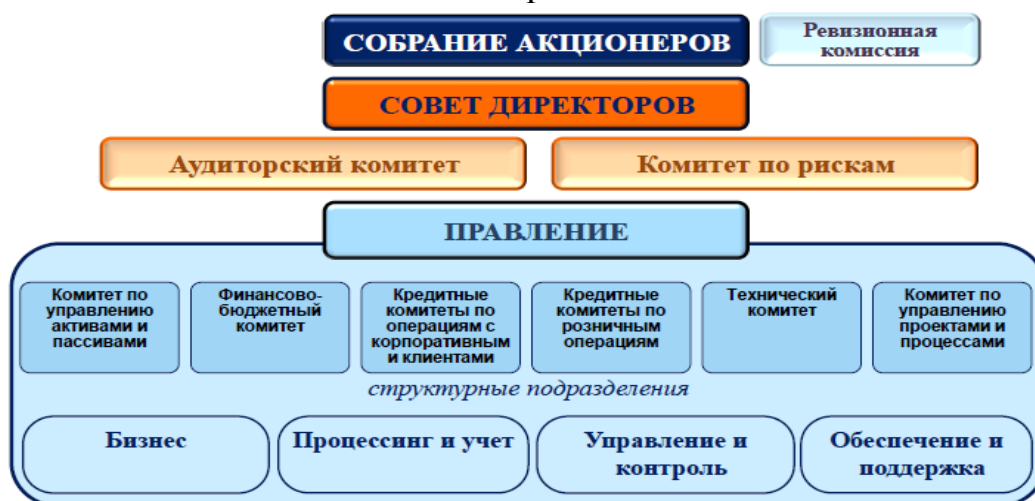 СОБРАНИЕ АКЦИОНЕРОВ
Ревизионная
комиссия
СОВЕТ ДИРЕКТОРОВ
Аудиторский комитет
Комитет по рискам
ПРАВЛЕНИЕ
Комитет по
управлению
активами и
пассивами
Финансово-
бюджетный
комитет
Кредитные
комитеты по
операциям с
корпоративным
и клиентами
Кредитные
комитеты по
розничным
операциям
Технический
комитет
Комитет по
управлению
проектами и
процессами
структурные подразделения
Бизнес
Процессинг и учет
Управление и
контроль
Обеспечение и
поддержка